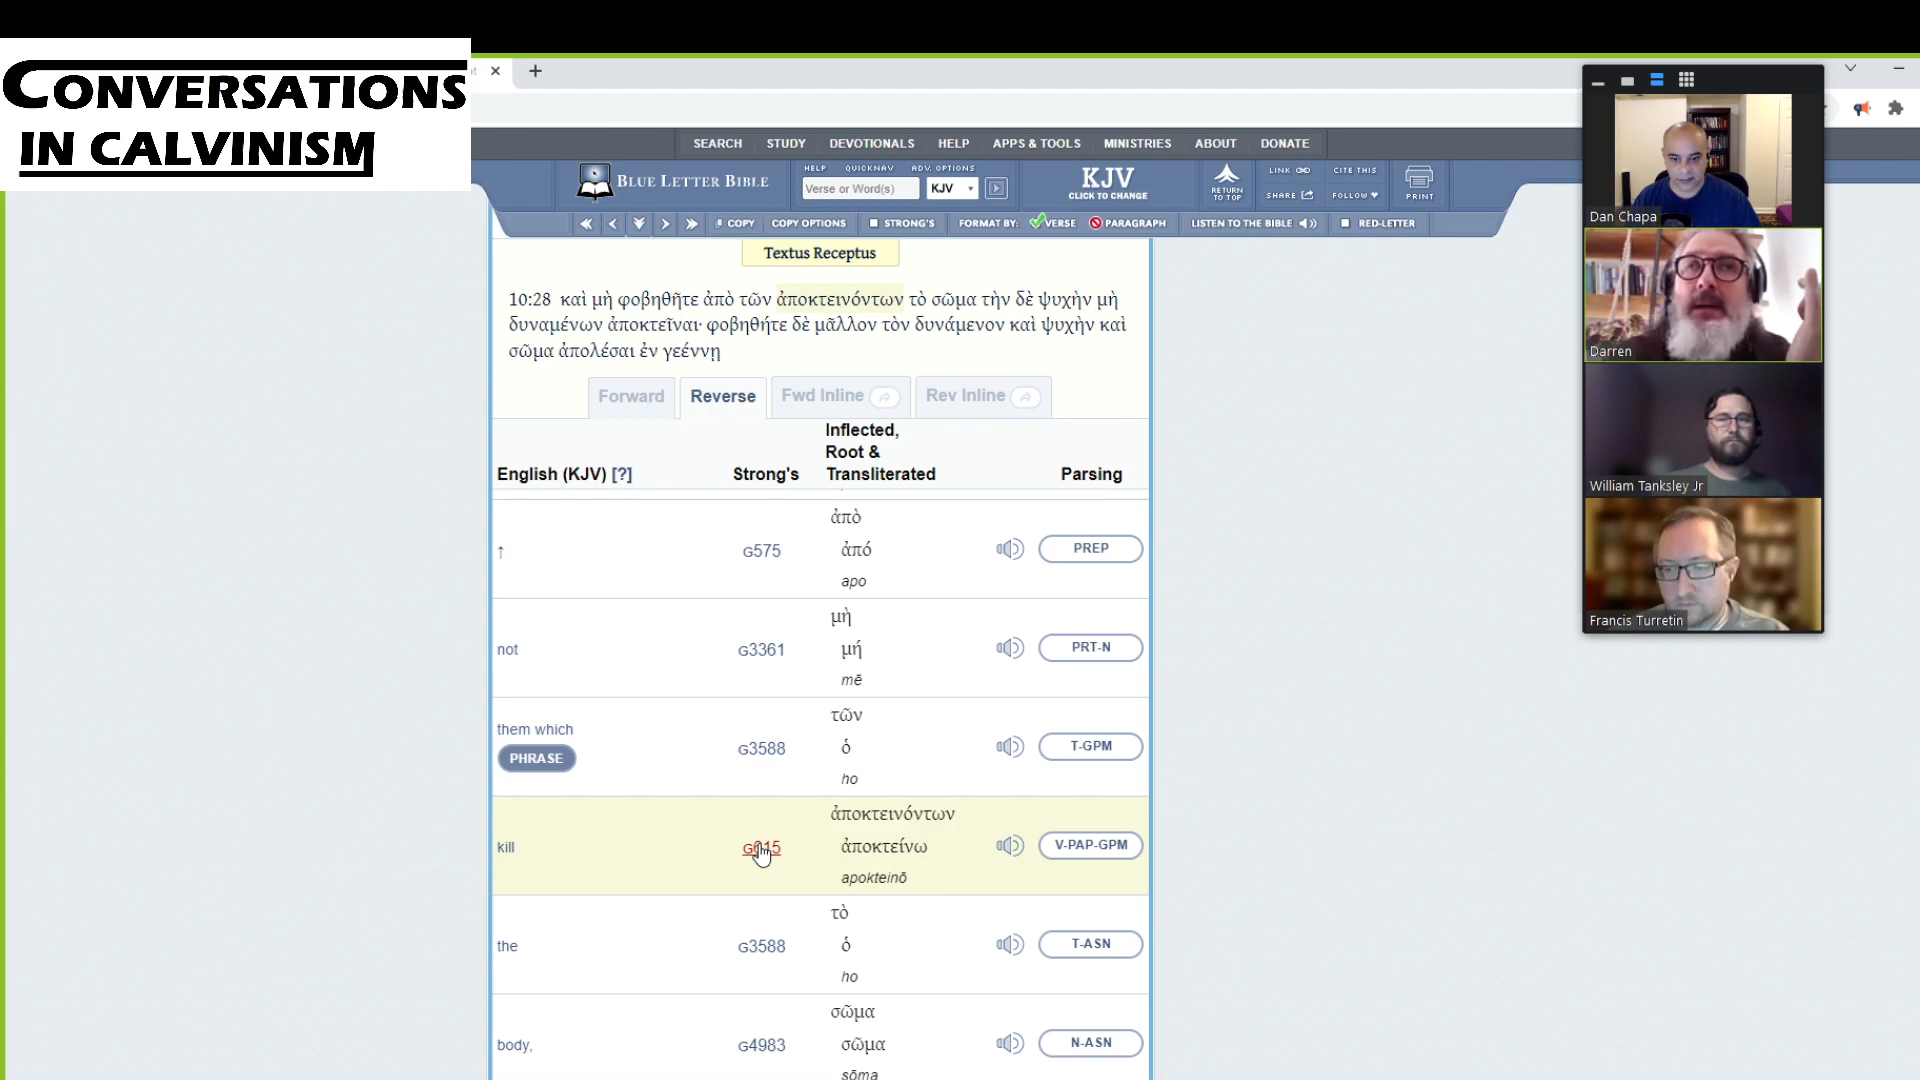 CONVERSATIONS
IN CALVINISM
SEARCH STUDY DEVOTIONALS HELP APPS & TOOLS MINISTRIES ABOUT DONATE
BLUE LETTER BIBLE
HELP QUICKNAV ADV. OPTIONS
Verse or Word(s) KJV
KJV
CLICK TO CHANGE
RETURN TO TOP
LINK CITE THIS
SHARE FOLLOW
PRINT
COPY COPY OPTIONS STRONG'S FORMAT BY: VERSE PARAGRAPH LISTEN TO THE BIBLE RED-LETTER
Textus Receptus
10:28 καὶ μὴ φοβηθῆτε ἀπὸ τῶν ἀποκτεινόντων τὸ σῶμα τὴν δὲ ψυχὴν μὴ
δυναμένων ἀποκτεῖναι· φοβηθήτε δὲ μᾶλλον τὸν δυνάμενον καὶ ψυχὴν καὶ
σῶμα ἀπολέσαι ἐν γεέννῃ
Forward Reverse Fwd Inline Rev Inline
English (KJV) [?] Strong's Inflected, Root & Transliterated Parsing
ἀπὸ
↑ G575 ἀπό PREP
apo
μὴ
not G3361 μή PRT-N
mē
τῶν
them which G3588 ὁ T-GPM
PHRASE
ho
ἀποκτεινόντων
kill ἀποκτείνω V-PAP-GPM
apokteinō
τὸ
the G3588 ὁ T-ASN
ho
σῶμα
body, G4983 σῶμα N-ASN
sōma
Dan Chapa
Darren
William Tanksley Jr
Francis Turretin